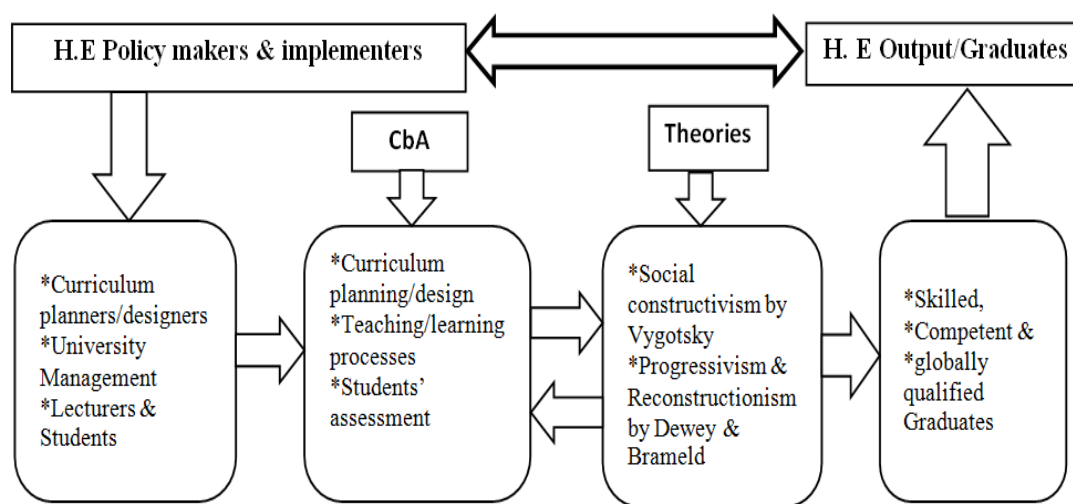 H.E Policy makers & implementers
H. E Output/Graduates
CbA
Theories
*Curriculum
planners/designers
*University
Management
*Lecturers &
Students
*Curriculum
planning/design
*Teaching/learning
processes
*Students’
assessment
*Social
constructivism by
Vygotsky
*Progressivism &
Reconstructionism
by Dewey &
Brameld
*Skilled,
*Competent &
*globally
qualified
Graduates